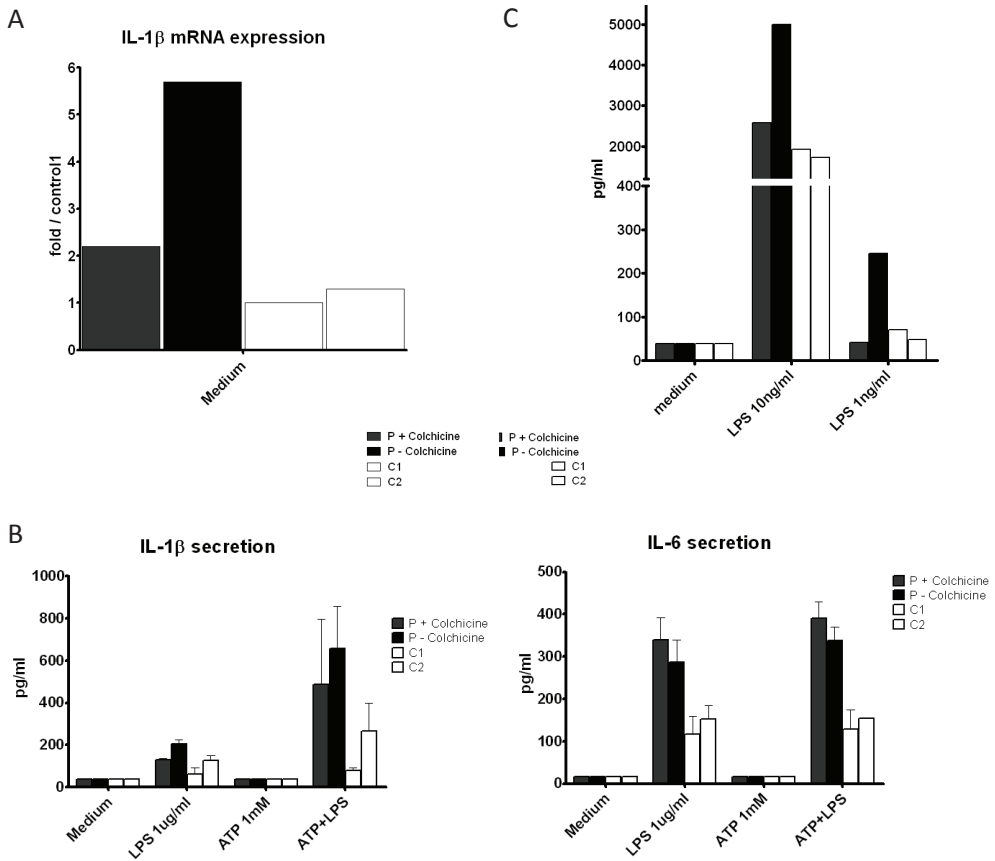 A
IL-1β mRNA expression
6
5
4
3
2
1
0
fold / control1
Medium
C
5000
5000
3000
2000
400
300
200
100
0
pg/ml
medium
LPS 10ng/ml
LPS 1ng/ml
P + Colchicine
P - Colchicine
C1
C2
P + Colchicine
P - Colchicine
C1
C2
B
IL-1β secretion
1000
800
600
400
200
0
pg/ml
Medium
LPS 1ug/ml
ATP 1mM
ATP+LPS
P + Colchicine
P - Colchicine
C1
C2
IL-6 secretion
500
400
300
200
100
0
pg/ml
Medium
LPS 1ug/ml
ATP 1mM
ATP+LPS
P + Colchicine
P - Colchicine
C1
C2